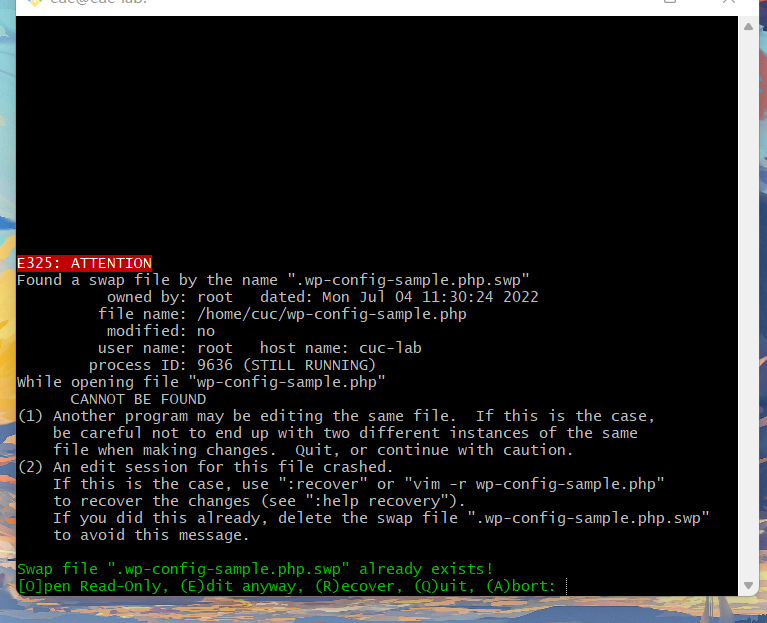 E325: ATTENTION
Found a swap file by the name ".wp-config-sample.php.swp"
          owned by: root   dated: Mon Jul 04 11:30:24 2022
         file name: /home/cuc/wp-config-sample.php
          modified: no
         user name: root   host name: cuc-lab
        process ID: 9636 (STILL RUNNING)
While opening file "wp-config-sample.php"
      CANNOT BE FOUND
(1) Another program may be editing the same file.  If this is the case,
    be careful not to end up with two different instances of the same
    file when making changes.  Quit, or continue with caution.
(2) An edit session for this file crashed.
    If this is the case, use ":recover" or "vim -r wp-config-sample.php"
    to recover the changes (see ":help recovery").
    If you did this already, delete the swap file ".wp-config-sample.php.swp"
    to avoid this message.
Swap file ".wp-config-sample.php.swp" already exists!
[O]pen Read-Only, (E)dit anyway, (R)ecover, (Q)uit, (A)bort: